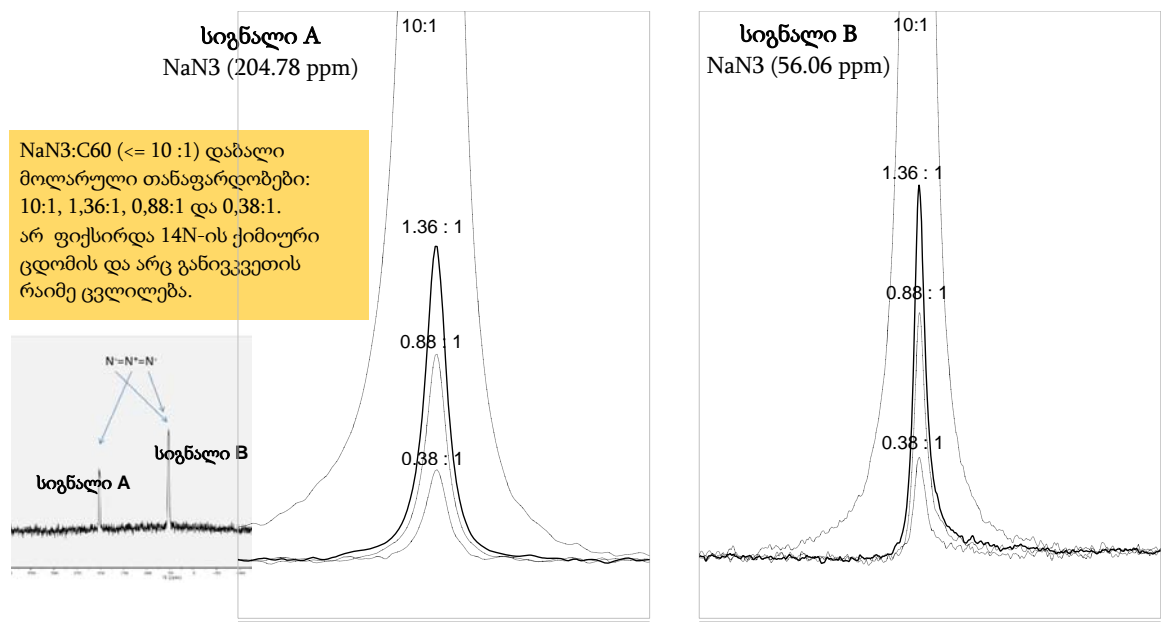 სიგნალი A
NaN3 (204.78 ppm)
10:1
1.36 : 1
0.88 : 1
0.38 : 1
სიგნალი B
NaN3 (56.06 ppm)
10:1
1.36 : 1
0.88 : 1
0.38 : 1
NaN3:C60 (<= 10 :1) დაბალი
მოლარული თანაფარდობები:
10:1, 1,36:1, 0,88:1 და 0,38:1.
არ ფიქსირდა 14N-ის ქიმიური
ცდომის და არც განივკვეთის
რაიმე ცვლილება.
N⁻=N⁺=N⁻
სიგნალი B
სიგნალი A